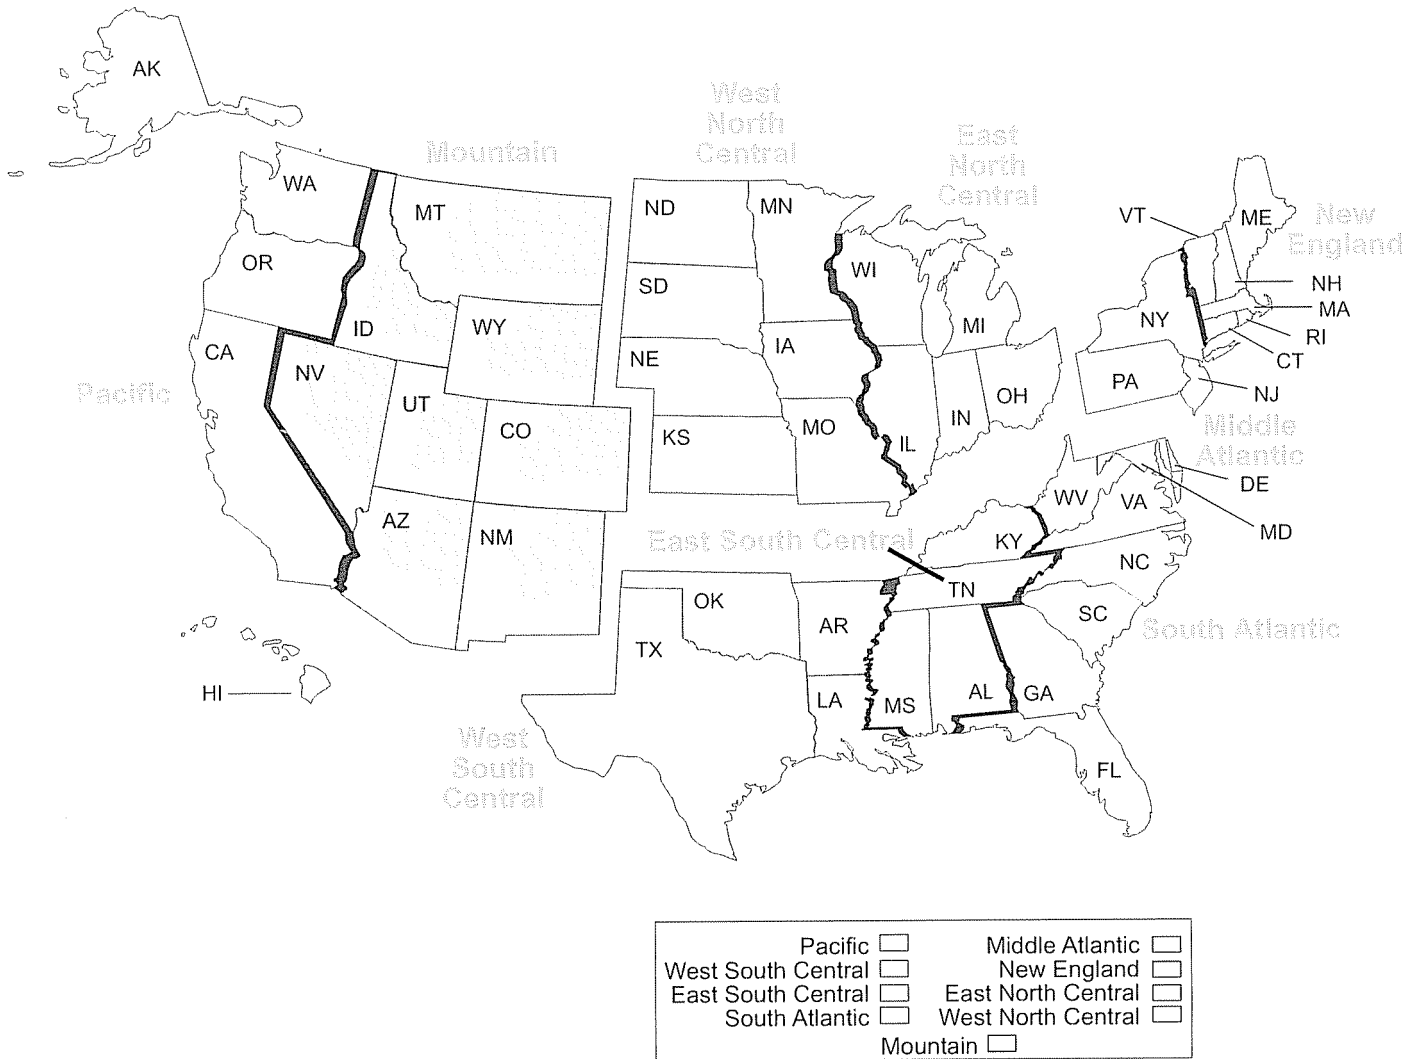 AK
West
North
Central
East
North
Central
Mountain
WA
MT
ND
MN
VT
ME
New
England
OR
ID
WY
SD
WI
MI
NY
NH
MA
RI
CT
CA
NV
UT
CO
NE
IA
IL
IN
OH
PA
NJ
Pacific
KS
MO
Middle
Atlantic
WV
VA
DE
MD
AZ
NM
East South Central
KY
TN
NC
OK
AR
SC
South Atlantic
TX
HI
LA
MS
AL
GA
West
South
Central
FL
Pacific
Middle Atlantic
West South Central
New England
East South Central
East North Central
South Atlantic
West North Central
Mountain